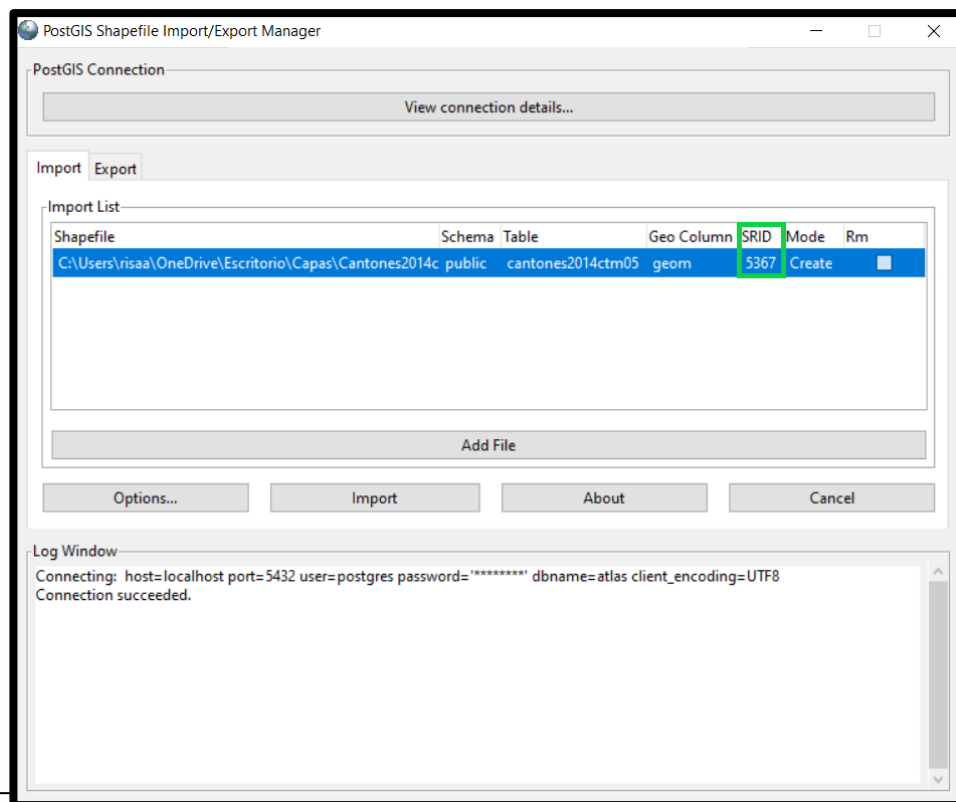 PostGIS Shapefile Import/Export Manager
PostGIS Connection
View connection details...
Import Export
Import List
Shapefile Schema Table Geo Column SRID Mode Rm
C:\Users\risaa\OneDrive\Escritorio\Capas\Cantones2014c public cantones2014ctm05 geom 5367 Create
Add File
Options... Import About Cancel
Log Window
Connecting: host=localhost port=5432 user=postgres password='********' dbname=atlas client_encoding=UTF8
Connection succeeded.